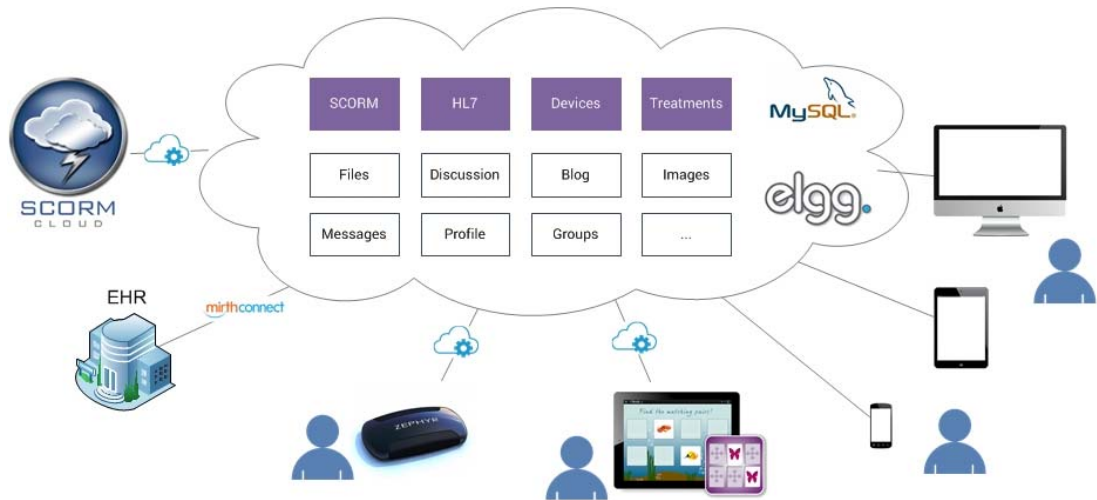 SCORM
HL7
Devices
Treatments
MySQL®
Files
Discussion
Blog
Images
elgg.
SCORM
CLOUD
Messages
Profile
Groups
...
EHR
mirthconnect
ZEPHYR
Find the matching pairs!